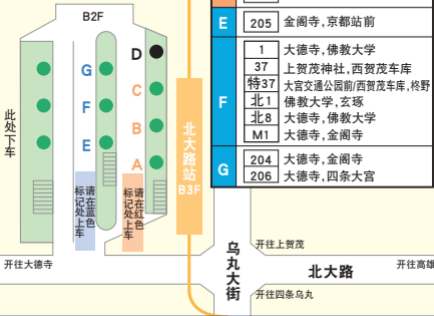 B2F
G
F
E
D
C
B
A
此处下车
请在蓝色
标记处上车
请在红色
标记处上车
北大路站
B3F
E
205 金阁寺,京都站前
F
1 大德寺,佛教大学
37 上贺茂神社,西贺茂车库
特37 大宫交通公园前/西贺茂车库,柊野
北1 佛教大学,玄琢
北8 大德寺,佛教大学
M1 大德寺,金阁寺
G
204 大德寺,金阁寺
206 大德寺,四条大宫
开往大德寺
乌丸大街
开往上贺茂
北大路
开往高雄
开往四条乌丸